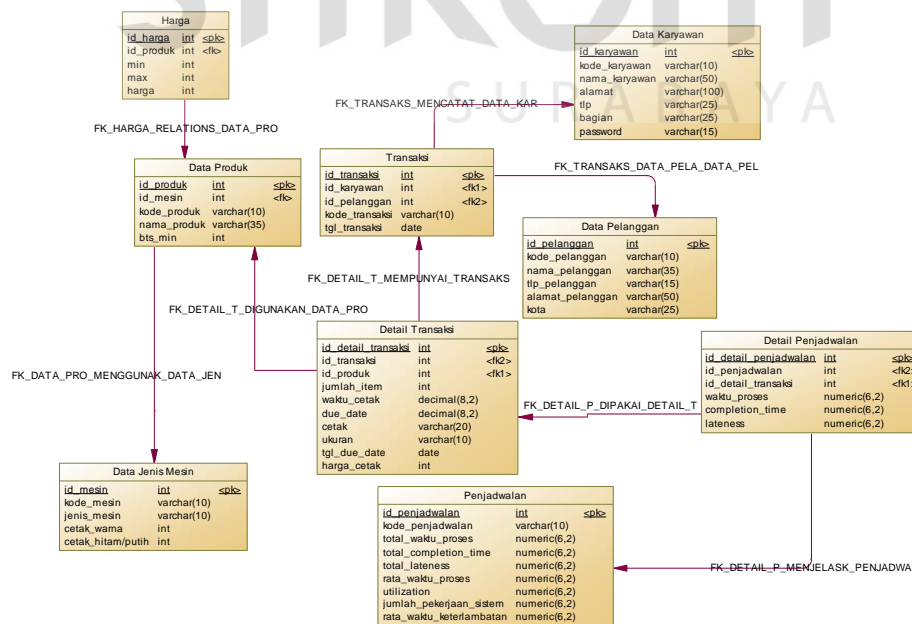 SURABAYA
Harga
id_harga int <pk>
id_produk int <fk>
min int
max int
harga int
Data Karyawan
id_karyawan int <pk>
kode_karyawan varchar(10)
nama_karyawan varchar(50)
alamat varchar(100)
tlp varchar(25)
bagian varchar(25)
password varchar(15)
FK_TRANSAKS_MENCATAT_DATA_KAR
FK_HARGA_RELATIONS_DATA_PRO
Data Produk
id_produk int <pk>
id_mesin int <fk>
kode_produk varchar(10)
nama_produk varchar(35)
bts_min int
Transaksi
id_transaksi int <pk>
id_karyawan int <fk1>
id_pelanggan int <fk2>
kode_transaksi varchar(10)
tgl_transaksi date
FK_TRANSAKS_DATA_PELA_DATA_PEL
Data Pelanggan
id_pelanggan int <pk>
kode_pelanggan varchar(10)
nama_pelanggan varchar(35)
tlp_pelanggan varchar(15)
alamat_pelanggan varchar(50)
kota varchar(25)
FK_DETAIL_T_MEMPUNYAI_TRANSAKS
FK_DETAIL_T_DIGUNAKAN_DATA_PRO
Detail Transaksi
id_detail_transaksi int <pk>
id_transaksi int <fk2>
id_produk int <fk1>
jumlah_item int
waktu_cetak decimal(8,2)
due_date decimal(8,2)
cetak varchar(20)
ukuran varchar(10)
tgl_due_date date
harga_cetak int
Detail Penjadwalan
id_detail_penjadwalan int <pk>
id_penjadwalan int <fk2
id_detail_transaksi int <fk1
waktu_proses numeric(6,2)
completion_time numeric(6,2)
lateness numeric(6,2)
FK_DATA_PRO_MENGGUNAK_DATA_JEN
FK_DETAIL_P_DIPAKAI_DETAIL_T
Data Jenis Mesin
id_mesin int <pk>
kode_mesin varchar(10)
jenis_mesin varchar(10)
cetak_warna int
cetak_hitam/putih int
Penjadwalan
id_penjadwalan int <pk>
kode_penjadwalan varchar(10)
total_waktu_proses numeric(6,2)
total_completion_time numeric(6,2)
total_lateness numeric(6,2)
rata_waktu_proses numeric(6,2)
utilization numeric(6,2)
jumlah_pekerjaan_sistem numeric(6,2)
rata_waktu_keterlambatan numeric(6,2)
FK_DETAIL_P_MENJELASK_PENJADWA